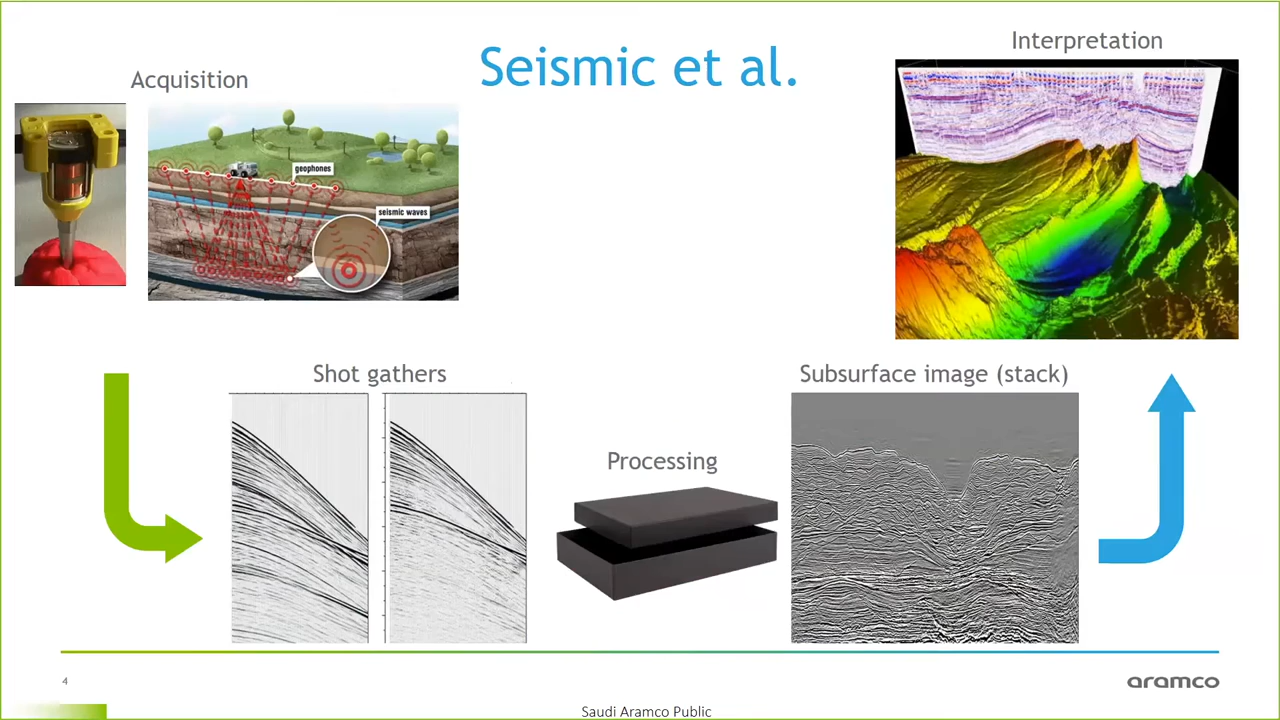 Seismic et al.
Acquisition
Interpretation
geophones
seismic waves
Shot gathers
Processing
Subsurface image (stack)
4
aramco
Saudi Aramco Public